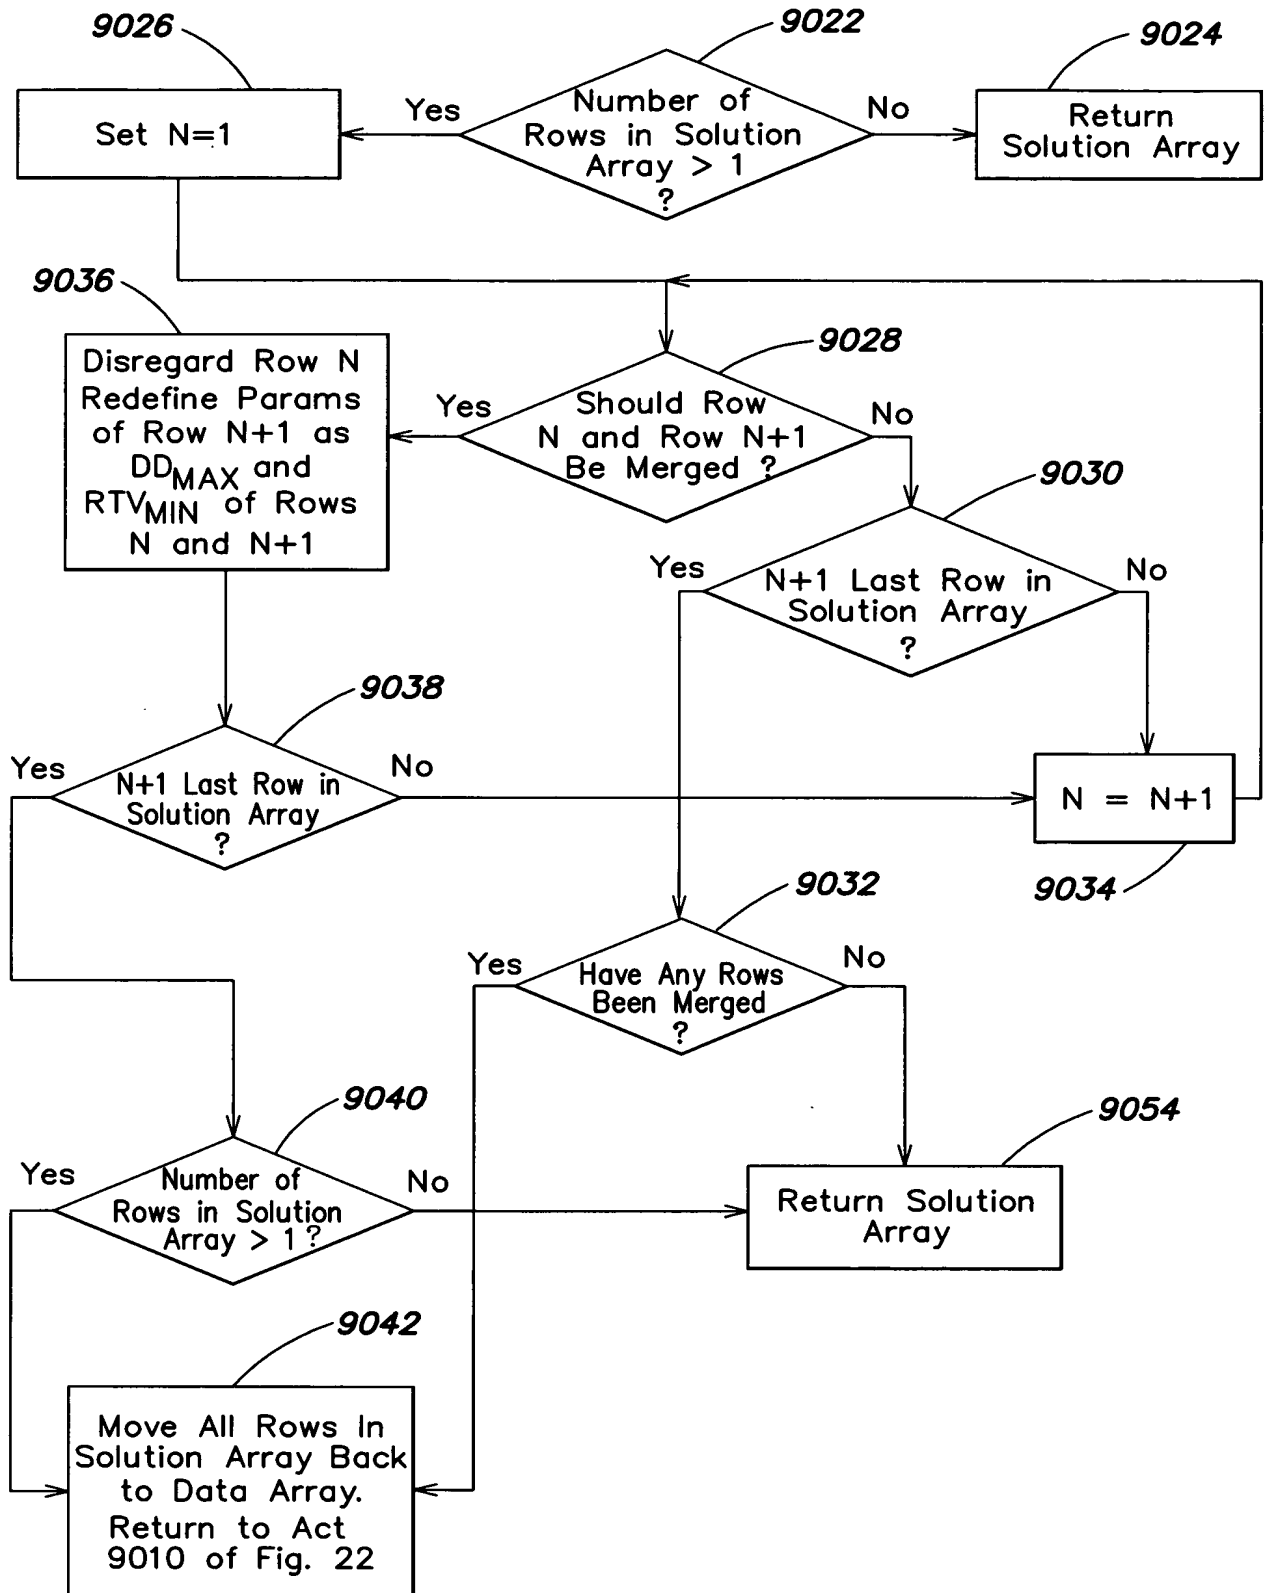 9026
9022
9024
Set N=1
Yes
Number of
Rows in Solution
Array > 1
?
No
Return
Solution Array
9036
9028
Disregard Row N
Redefine Params
of Row N+1 as
DDMAX and
RTVMIN of Rows
N and N+1
Yes
Should Row
N and Row N+1
Be Merged ?
No
9030
Yes
N+1 Last Row in
Solution Array
?
No
9038
Yes
N+1 Last Row in
Solution Array
?
No
N = N+1
9034
9032
Yes
Have Any Rows
Been Merged
?
No
9040
9054
Yes
Number of
Rows in Solution
Array > 1 ?
No
Return Solution
Array
9042
Move All Rows In
Solution Array Back
to Data Array.
Return to Act
9010 of Fig. 22